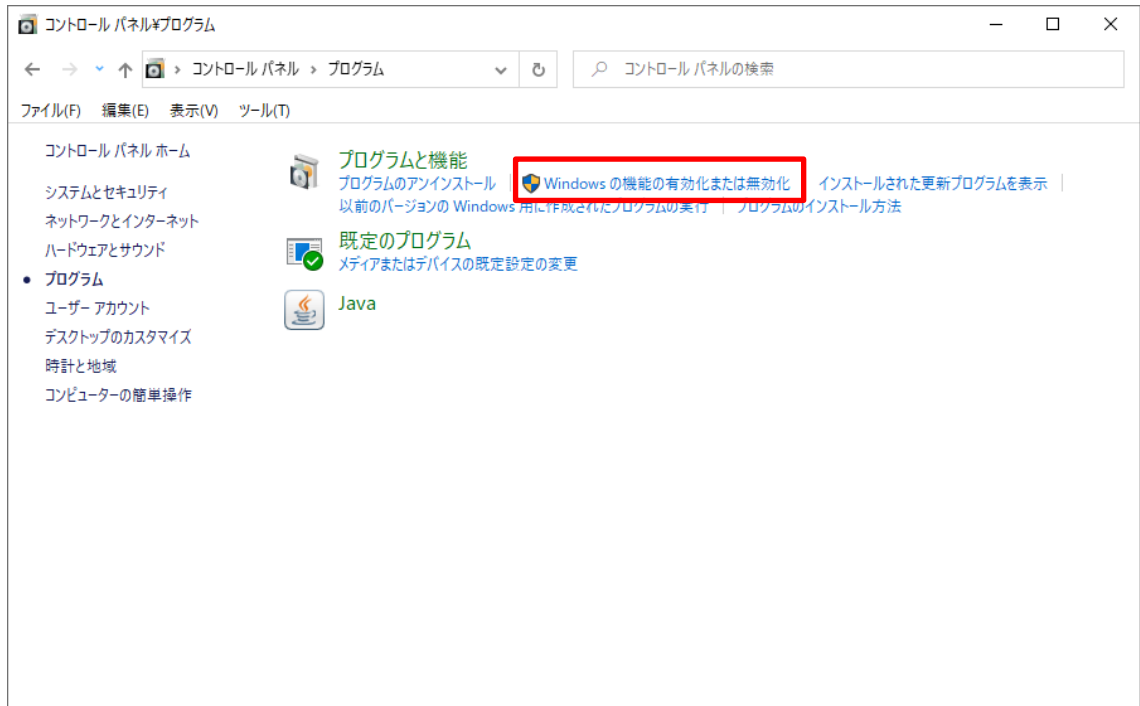 コントロール パネル¥プログラム
コントロール パネル › プログラム
コントロール パネルの検索
ファイル(F) 編集(E) 表示(V) ツール(T)
コントロール パネル ホーム
システムとセキュリティ
ネットワークとインターネット
ハードウェアとサウンド
プログラム
ユーザー アカウント
デスクトップのカスタマイズ
時計と地域
コンピューターの簡単操作
プログラムと機能
プログラムのアンインストール Windows の機能の有効化または無効化 インストールされた更新プログラムを表示
以前のバージョンの Windows 用に作成されたプログラムの実行 プログラムのインストール方法
既定のプログラム
メディアまたはデバイスの既定設定の変更
Java